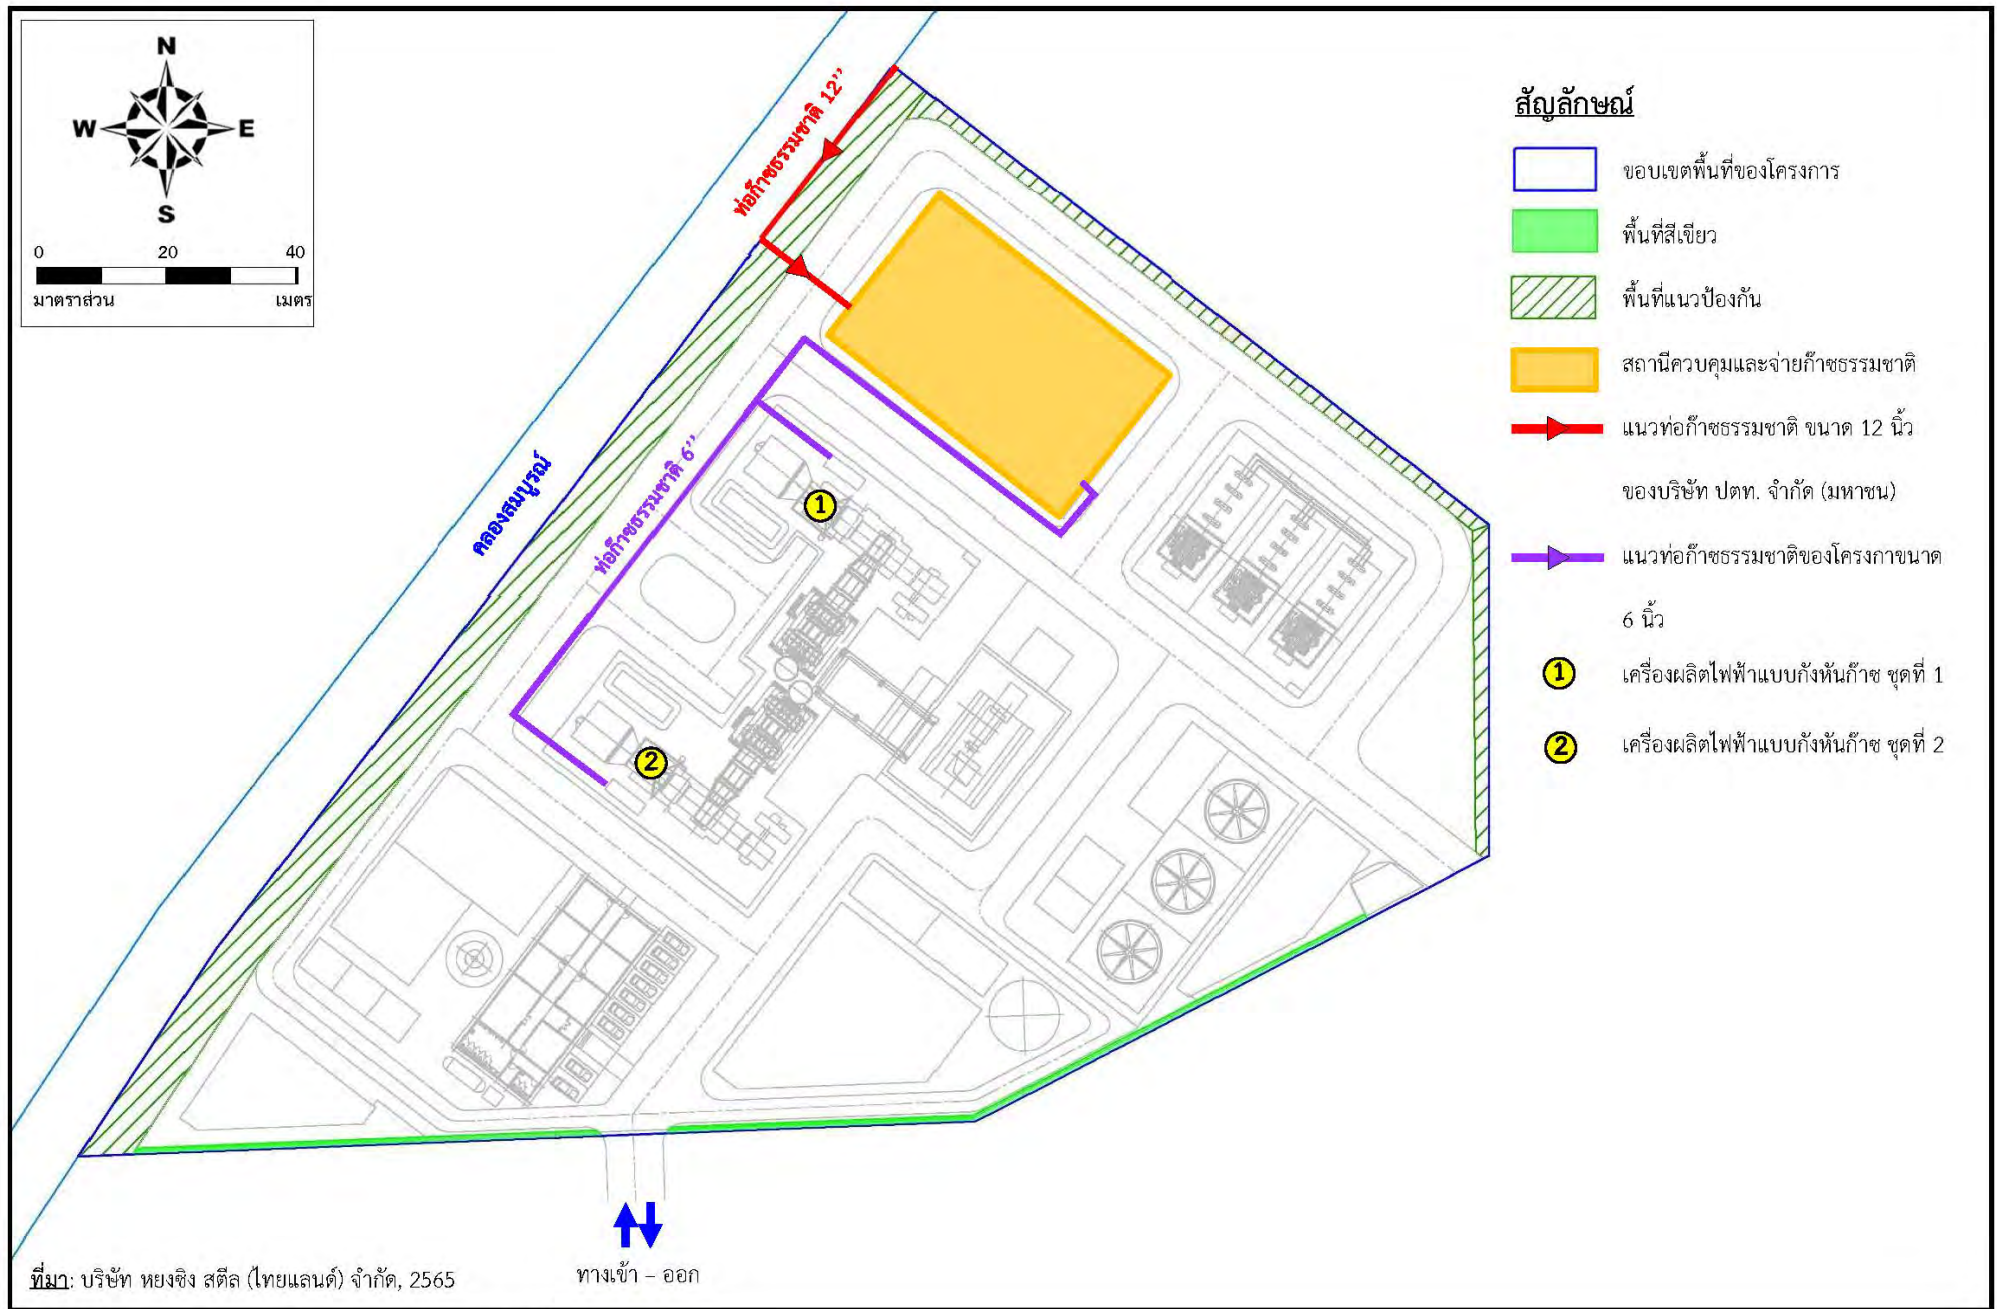 N
W
E
S
0 20 40
มาตราส่วน เมตร
ท่อก๊าซธรรมชาติ 12’’
คลองสมบูรณ์
ท่อก๊าซธรรมชาติ 6’’
1
2
สัญลักษณ์
ขอบเขตพื้นที่ของโครงการ
พื้นที่สีเขียว
พื้นที่แนวป้องกัน
สถานีควบคุมและจ่ายก๊าซธรรมชาติ
แนวท่อก๊าซธรรมชาติ ขนาด 12 นิ้ว
ของบริษัท ปตท. จำกัด (มหาชน)
แนวท่อก๊าซธรรมชาติของโครงกาขนาด
6 นิ้ว
1 เครื่องผลิตไฟฟ้าแบบกังหันก๊าซ ชุดที่ 1
2 เครื่องผลิตไฟฟ้าแบบกังหันก๊าซ ชุดที่ 2
ทางเข้า – ออก
ที่มา: บริษัท หยงซิง สตีล (ไทยแลนด์) จำกัด, 2565